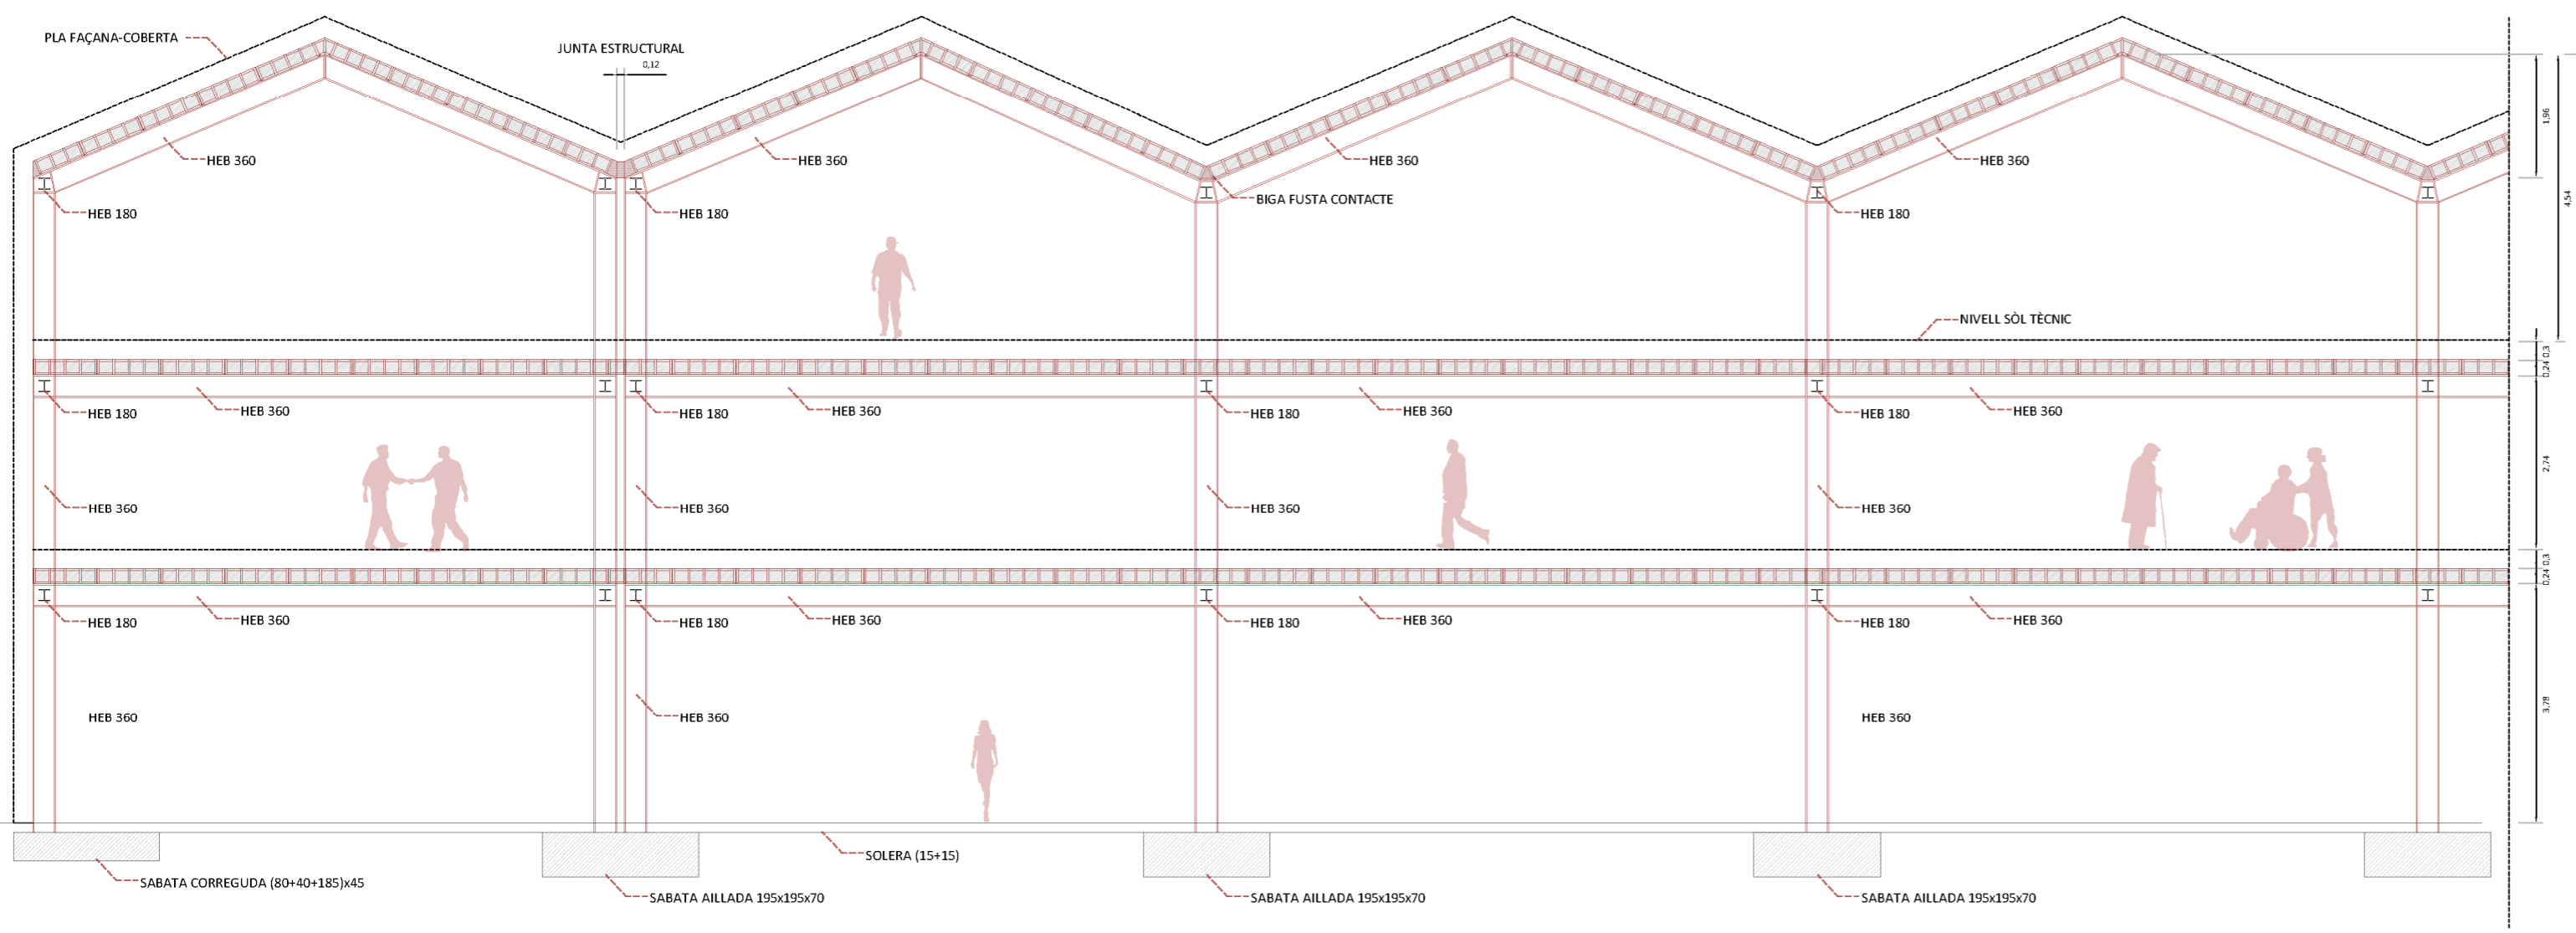 PLA FAÇANA-COBERTA
JUNTA ESTRUCTURAL
0,12
HEB 360
HEB 360
HEB 360
HEB 360
1,96
4,54
HEB 180
HEB 180
BIGA FUSTA CONTACTE
HEB 180
NIVELL SÒL TÈCNIC
0,3
0,24
HEB 180
HEB 360
HEB 180
HEB 360
HEB 180
HEB 360
HEB 180
HEB 360
2,74
HEB 360
HEB 360
HEB 360
HEB 360
0,3
0,24
HEB 180
HEB 360
HEB 180
HEB 360
HEB 180
HEB 360
HEB 180
HEB 360
3,78
HEB 360
HEB 360
HEB 360
SOLERA (15+15)
SABATA CORREGUDA (80+40+185)x45
SABATA AILLADA 195x195x70
SABATA AILLADA 195x195x70
SABATA AILLADA 195x195x70